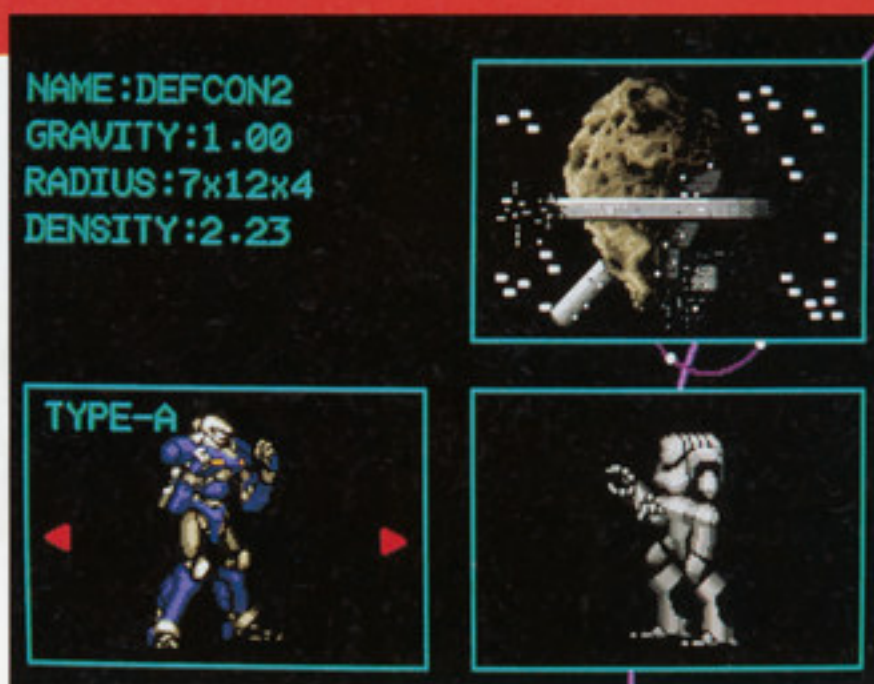 NAME:DEFCON2
GRAVITY:1.00
RADIUS:7x12x4
DENSITY:2.23
TYPE-A